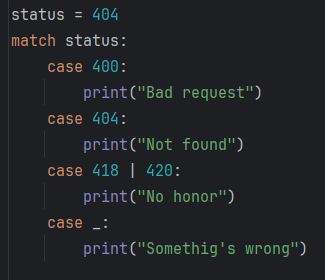 status = 404
match status:
    case 400:
        print("Bad request")
    case 404:
        print("Not found")
    case 418 | 420:
        print("No honor")
    case _:
        print("Somethig's wrong")